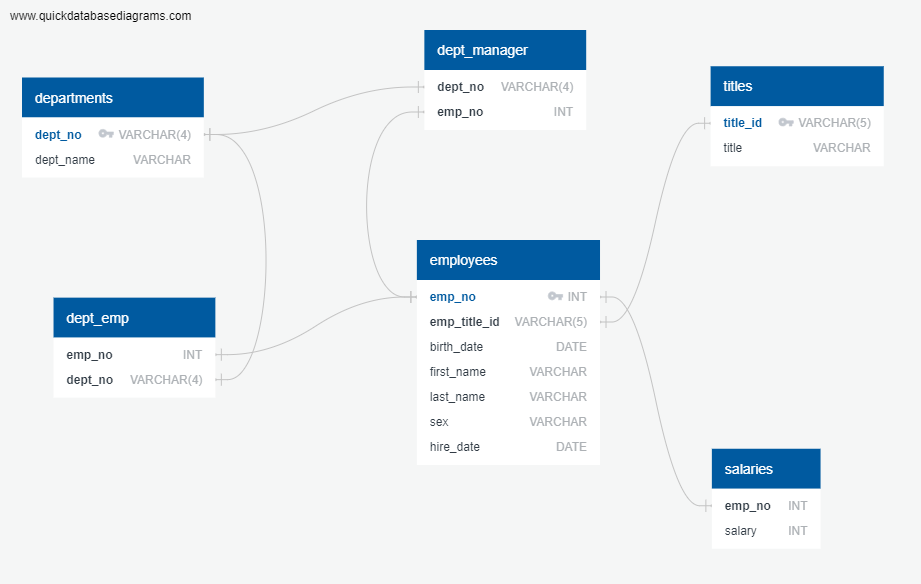 www.quickdatabasediagrams.com
departments
dept_no VARCHAR(4)
dept_name VARCHAR
dept_manager
dept_no VARCHAR(4)
emp_no INT
titles
title_id VARCHAR(5)
title VARCHAR
dept_emp
emp_no INT
dept_no VARCHAR(4)
employees
emp_no INT
emp_title_id VARCHAR(5)
birth_date DATE
first_name VARCHAR
last_name VARCHAR
sex VARCHAR
hire_date DATE
salaries
emp_no INT
salary INT